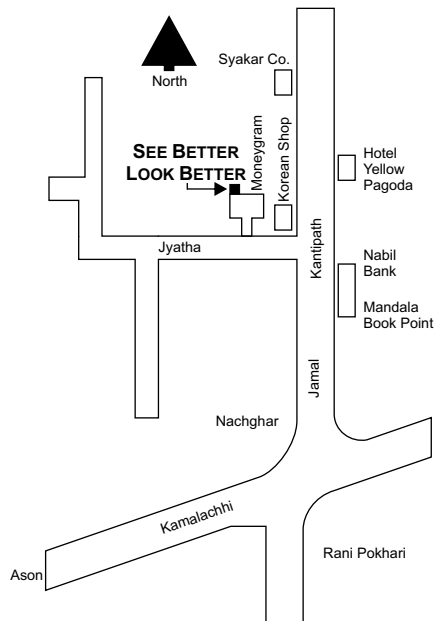 Syakar Co.
North
SEE BETTER
LOOK BETTER
Moneygram
Korean Shop
Hotel
Yellow
Pagoda
Jyatha
Kantipath
Nabil
Bank
Mandala
Book Point
Jamal
Nachghar
Kamalachhi
Rani Pokhari
Ason